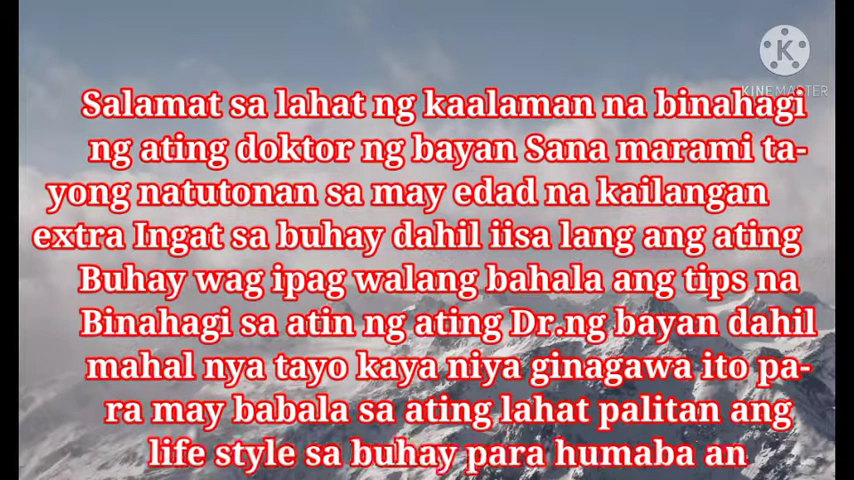 K
KINEMASTER
Salamat sa lahat ng kaalaman na binahagi
ng ating doktor ng bayan Sana marami ta-
yong natutonan sa may edad na kailangan
extra Ingat sa buhay dahil iisa lang ang ating
Buhay wag ipag walang bahala ang tips na
Binahagi sa atin ng ating Dr.ng bayan dahil
mahal nya tayo kaya niya ginagawa ito pa-
ra may babala sa ating lahat palitan ang
life style sa buhay para humaba an